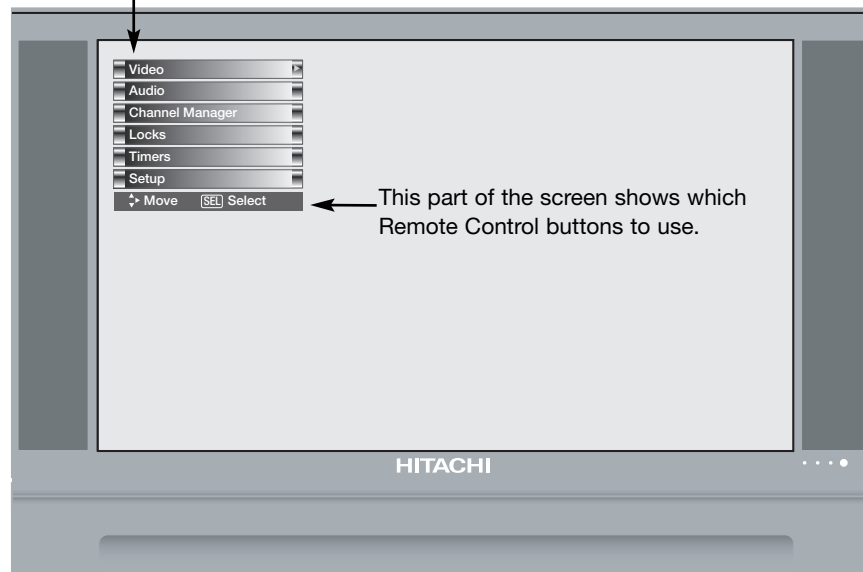 Video
Audio
Channel Manager
Locks
Timers
Setup
Move SEL Select
This part of the screen shows which
Remote Control buttons to use.
HITACHI